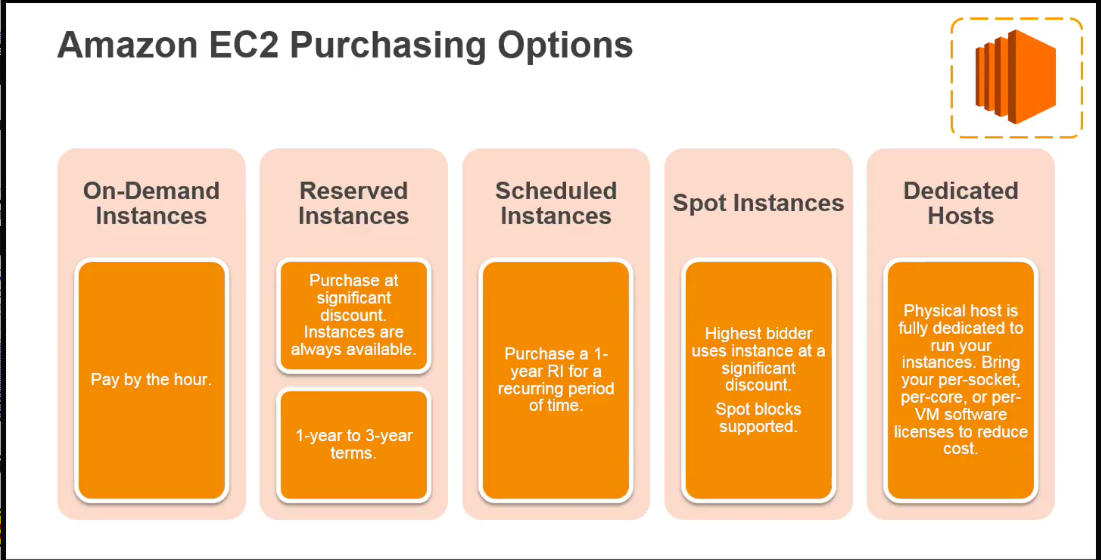 Amazon EC2 Purchasing Options
On-Demand
Instances
Pay by the hour.
Reserved
Instances
Purchase at
significant
discount.
Instances are
always available.
1-year to 3-year
terms.
Scheduled
Instances
Purchase a 1-
year RI for a
recurring period
of time.
Spot Instances
Highest bidder
uses instance at a
significant
discount.
Spot blocks
supported.
Dedicated
Hosts
Physical host is
fully dedicated to
run your
instances. Bring
your per-socket,
per-core, or per-
VM software
licenses to reduce
cost.